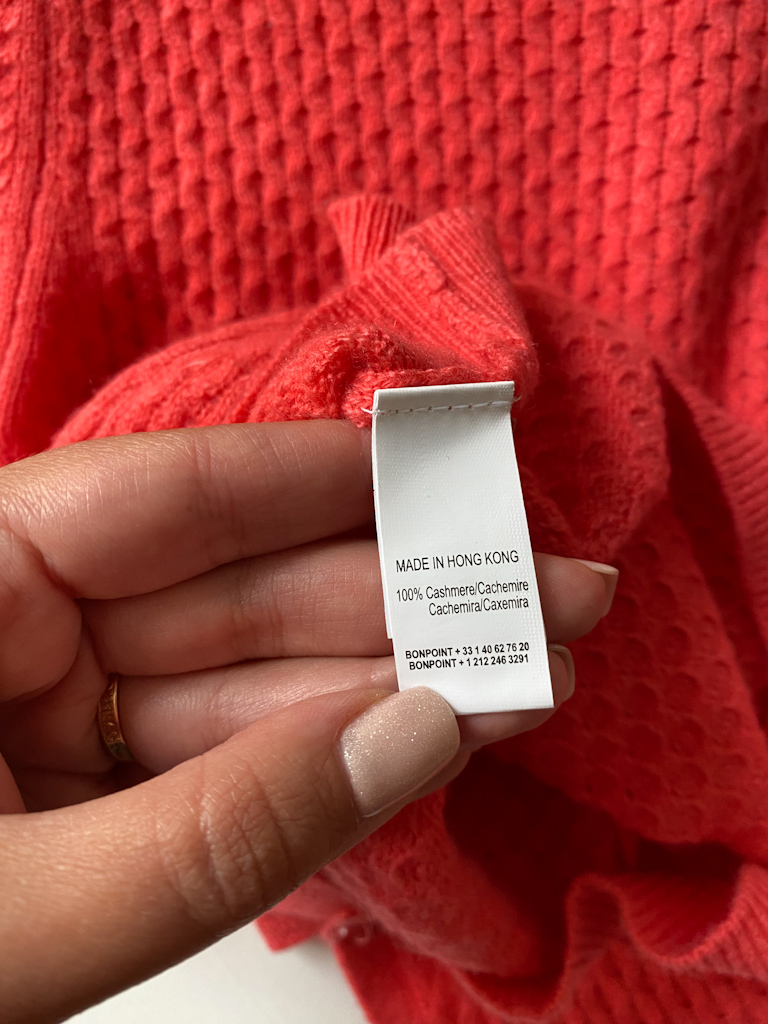 MADE IN HONG KONG
100% Cashmere/Cachemire
Cachemira/Caxemira
BONPOINT + 33 1 40 62 76 20
BONPOINT + 1 212 246 3291